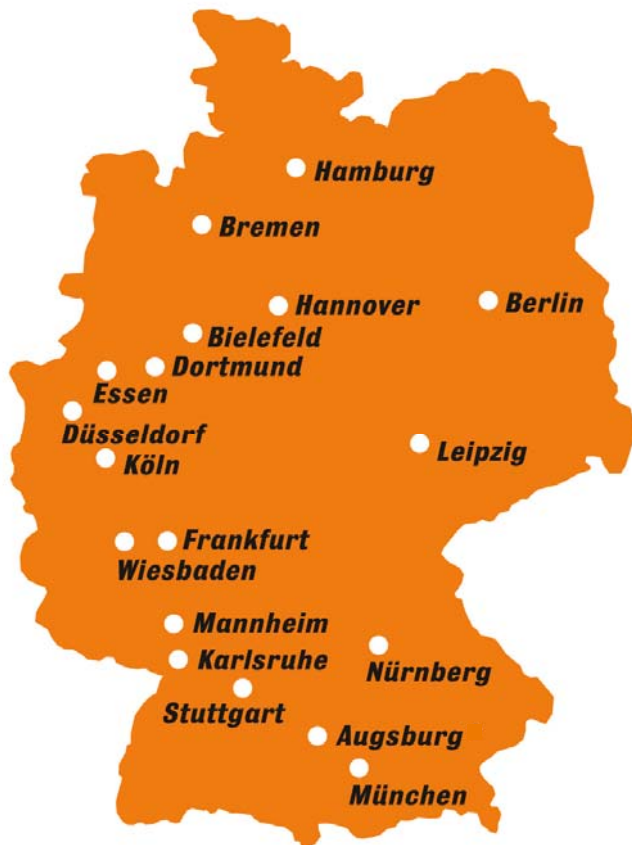 Hamburg
Bremen
Hannover
Berlin
Bielefeld
Dortmund
Essen
Düsseldorf
Köln
Leipzig
Frankfurt
Wiesbaden
Mannheim
Karlsruhe
Nürnberg
Stuttgart
Augsburg
München